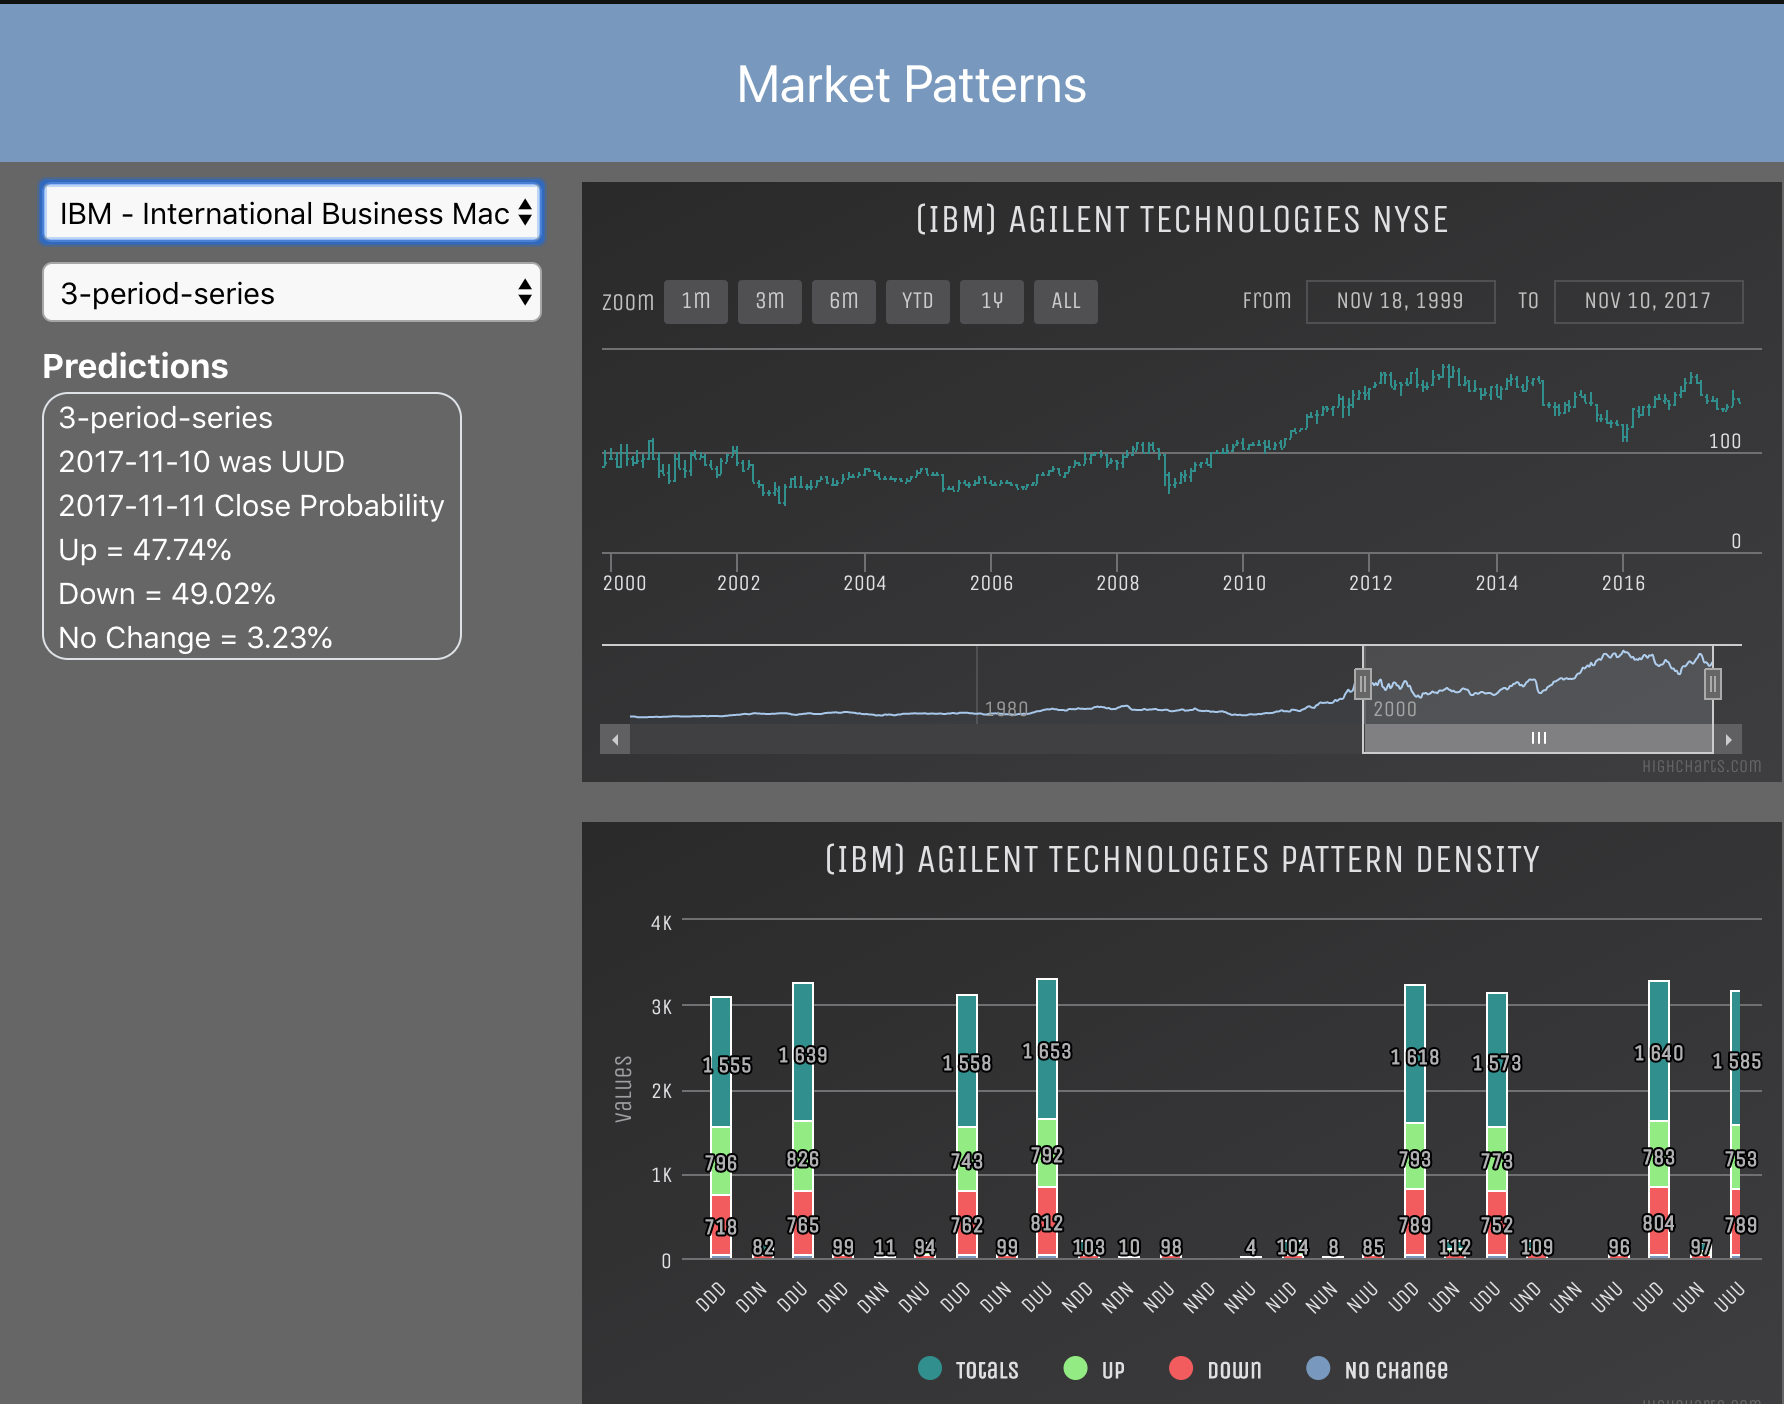 Market Patterns
IBM - International Business Mac
3-period-series
Predictions
3-period-series
2017-11-10 was UUD
2017-11-11 Close Probability
Up = 47.74%
Down = 49.02%
No Change = 3.23%
(IBM) AGILENT TECHNOLOGIES NYSE
Zoom 1m 3m 6m YTD 1y All From Nov 18, 1999 To Nov 10, 2017
100
0
2000 2002 2004 2006 2008 2010 2012 2014 2016
1980 2000
Highcharts.com
(IBM) AGILENT TECHNOLOGIES PATTERN DENSITY
Values
4k
3k
2k
1k
0
1 555 1 639 1 558 1 653 1 618 1 573 1 640 1 585
796 826 743 792 793 773 783 753
718 765 762 812 789 752 804 789
82 99 11 94 99 103 10 98 4 104 8 85 112 109 96 97
DDD DDN DDU DND DNN DNU DUD DUN DUU NDD NDN NDU NND NNU NUD NUN NUU UDD UDN UDU UND UNN UNU UUD UUN UUU
Totals Up Down No Change